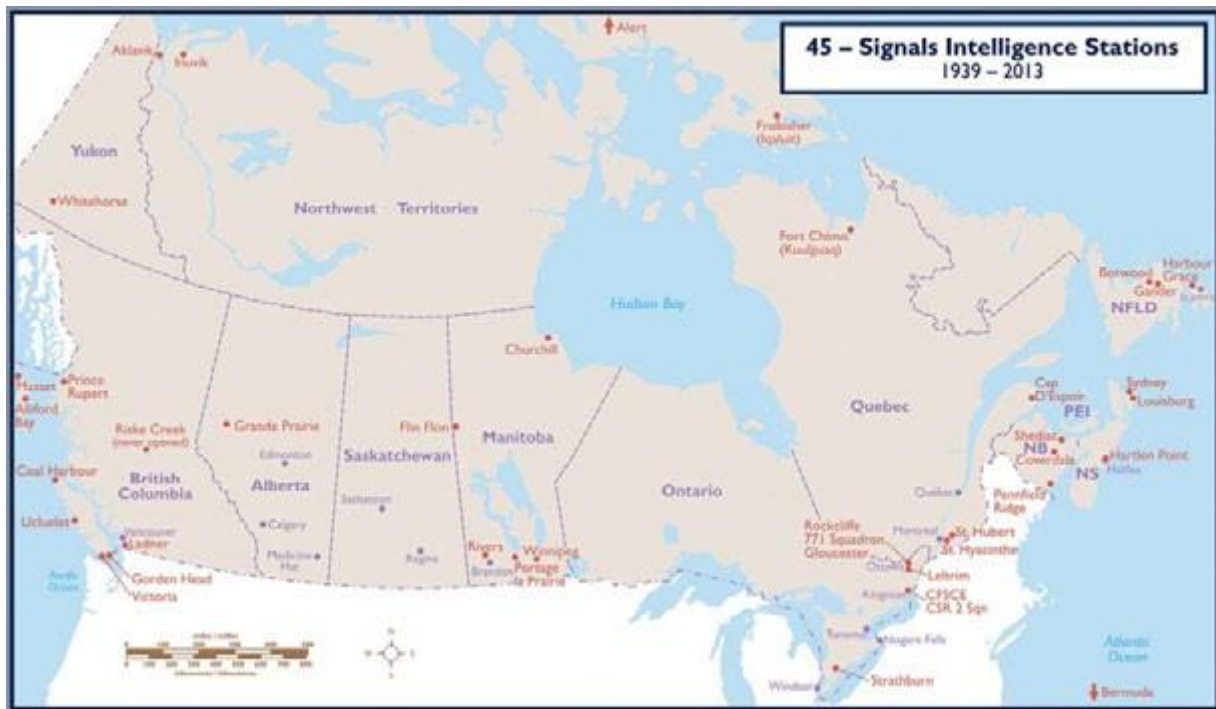 45 – Signals Intelligence Stations
1939 – 2013
Alert
Aklavik
Inuvik
Frobisher
(Iqaluit)
Yukon
Whitehorse
Northwest Territories
Fort Chimo
(Kuujjuaq)
Harbour
Grace
Botwood
Gander
NFLD
Hudson Bay
Churchill
Masset
Prince
Rupert
Alliford
Bay
Cap
D'Espoir
Sydney
Louisburg
PEI
Quebec
Riske Creek
(never opened)
Grande Prairie
Flin Flon
Manitoba
Shediac
NB
Coverdale
Edmonton
Saskatchewan
Hartlen Point
Halifax
NS
Coal Harbour
British
Columbia
Alberta
Ontario
Saskatoon
Quebec
Pennfield
Ridge
Ucluelet
Vancouver
Ladner
Calgary
Rockcliffe
771 Squadron
Gloucester
Montreal
St. Hubert
St. Hyacinthe
Medicine
Hat
Regina
Rivers
Brandon
Winnipeg
Portage
la Prairie
Ottawa
Leitrim
Pacific
Ocean
Gorden Head
Victoria
Kingston
CFSCE
CSR 2 Sqn
Toronto
Niagara Falls
Atlantic
Ocean
Windsor
Strathburn
Bermuda
N
W
E
S